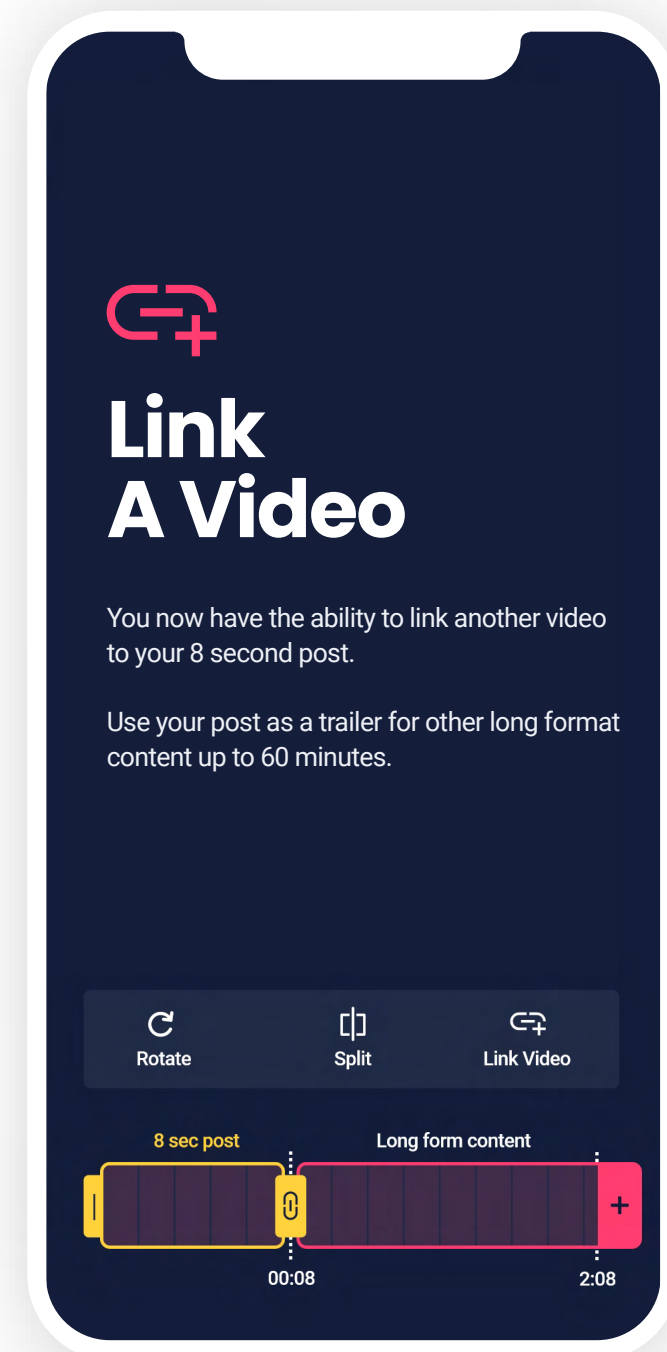 Link
A Video
You now have the ability to link another video
to your 8 second post.
Use your post as a trailer for other long format
content up to 60 minutes.
Rotate Split Link Video
8 sec post Long form content
00:08 2:08